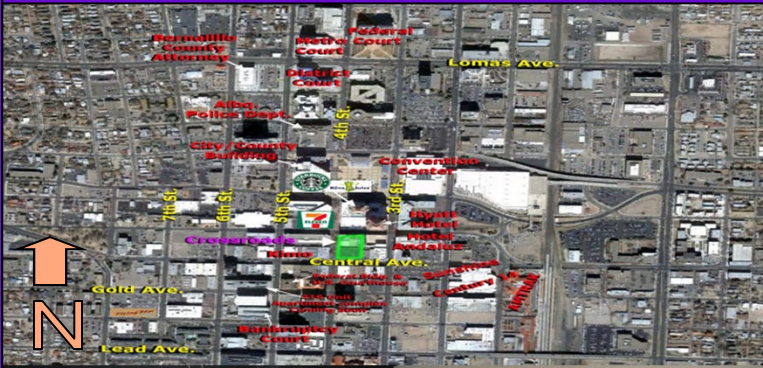 Federal
Metro Court
Court
Bernalillo
County
Attorney
Lomas Ave.
District
Court
Albq.
Police Dept.
4th St.
City/County
Building
Convention
Center
7th St.
6th St.
5th St.
3rd St.
7
Hyatt
Hotel
Crossroads
Hotel
Andaluz
Kimo
Central Ave.
Sunshine
Century
Gold Ave.
Bankruptcy
Court
Lead Ave.
N